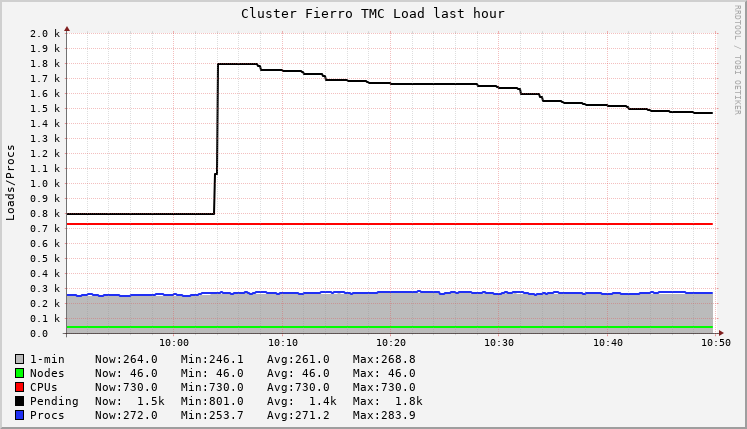 Cluster Fierro TMC Load last hour
RRDTOOL / TOBI OETIKER
Loads/Procs
2.0 k
1.9 k
1.8 k
1.7 k
1.6 k
1.5 k
1.4 k
1.3 k
1.2 k
1.1 k
1.0 k
0.9 k
0.8 k
0.7 k
0.6 k
0.5 k
0.4 k
0.3 k
0.2 k
0.1 k
0.0
10:00 10:10 10:20 10:30 10:40 10:50
1-min Now:264.0 Min:246.1 Avg:261.0 Max:268.8
Nodes Now: 46.0 Min: 46.0 Avg: 46.0 Max: 46.0
CPUs Now:730.0 Min:730.0 Avg:730.0 Max:730.0
Pending Now: 1.5k Min:801.0 Avg: 1.4k Max: 1.8k
Procs Now:272.0 Min:253.7 Avg:271.2 Max:283.9